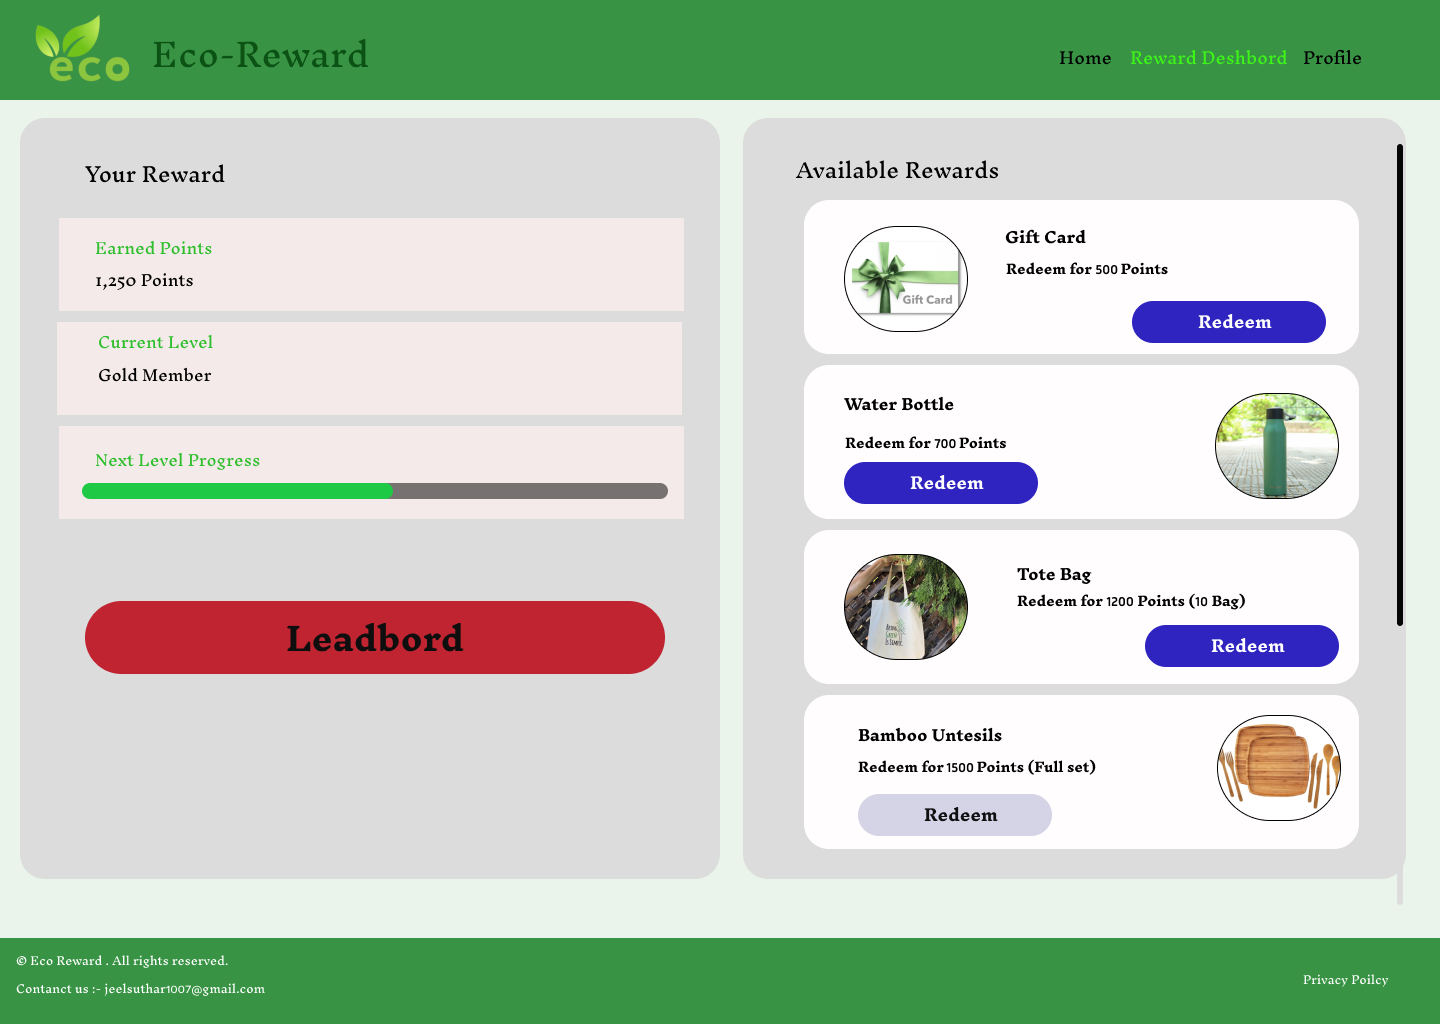 eco
Eco-Reward
Home
Reward Deshbord
Profile
Your Reward
Earned Points
1,250 Points
Current Level
Gold Member
Next Level Progress
Leadbord
Available Rewards
Gift Card
Gift Card
Redeem for 500 Points
Redeem
Water Bottle
Redeem for 700 Points
Redeem
Tote Bag
Redeem for 1200 Points (10 Bag)
Redeem
Bamboo Untesils
Redeem for 1500 Points (Full set)
Redeem
© Eco Reward . All rights reserved.
Contanct us :- jeelsuthar1007@gmail.com
Privacy Poilcy